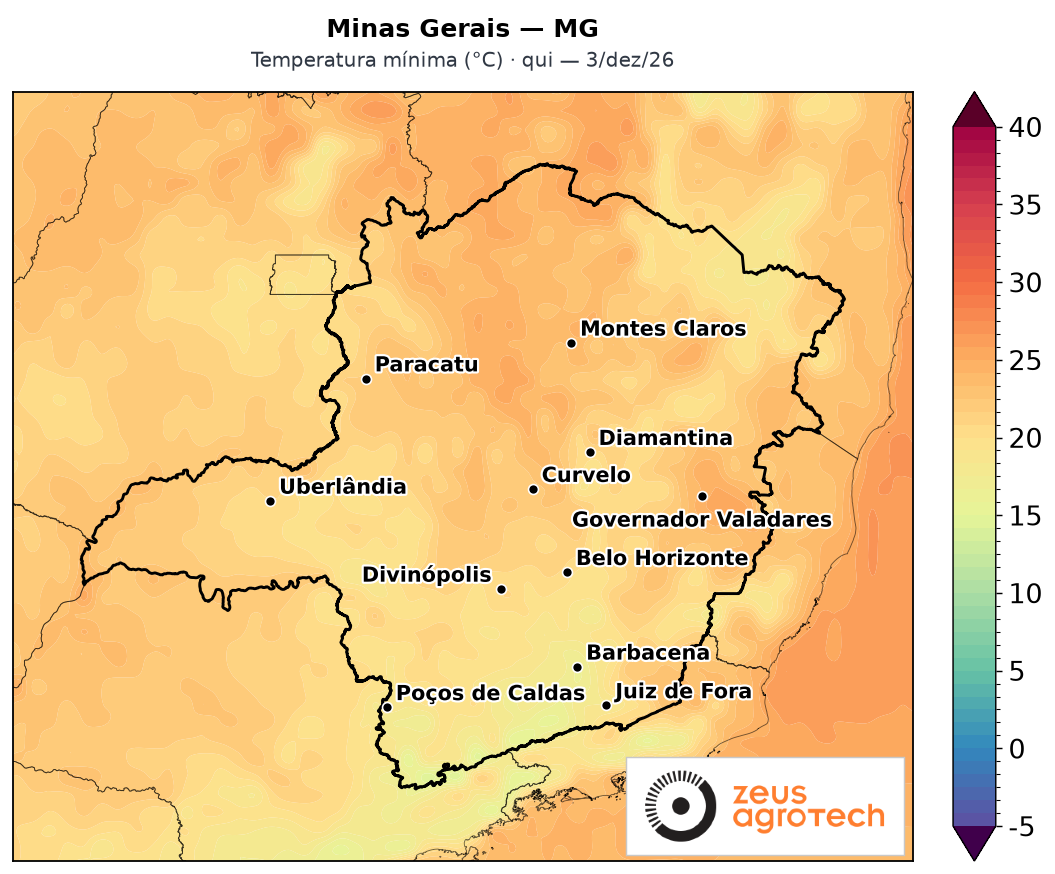 Minas Gerais — MG
Temperatura mínima (°C) · qui — 3/dez/26
40
35
30
25
20
15
10
5
0
-5
Montes Claros
Paracatu
Diamantina
Curvelo
Uberlândia
Governador Valadares
Belo Horizonte
Divinópolis
Barbacena
Poços de Caldas
Juiz de Fora
zeus
agrotech